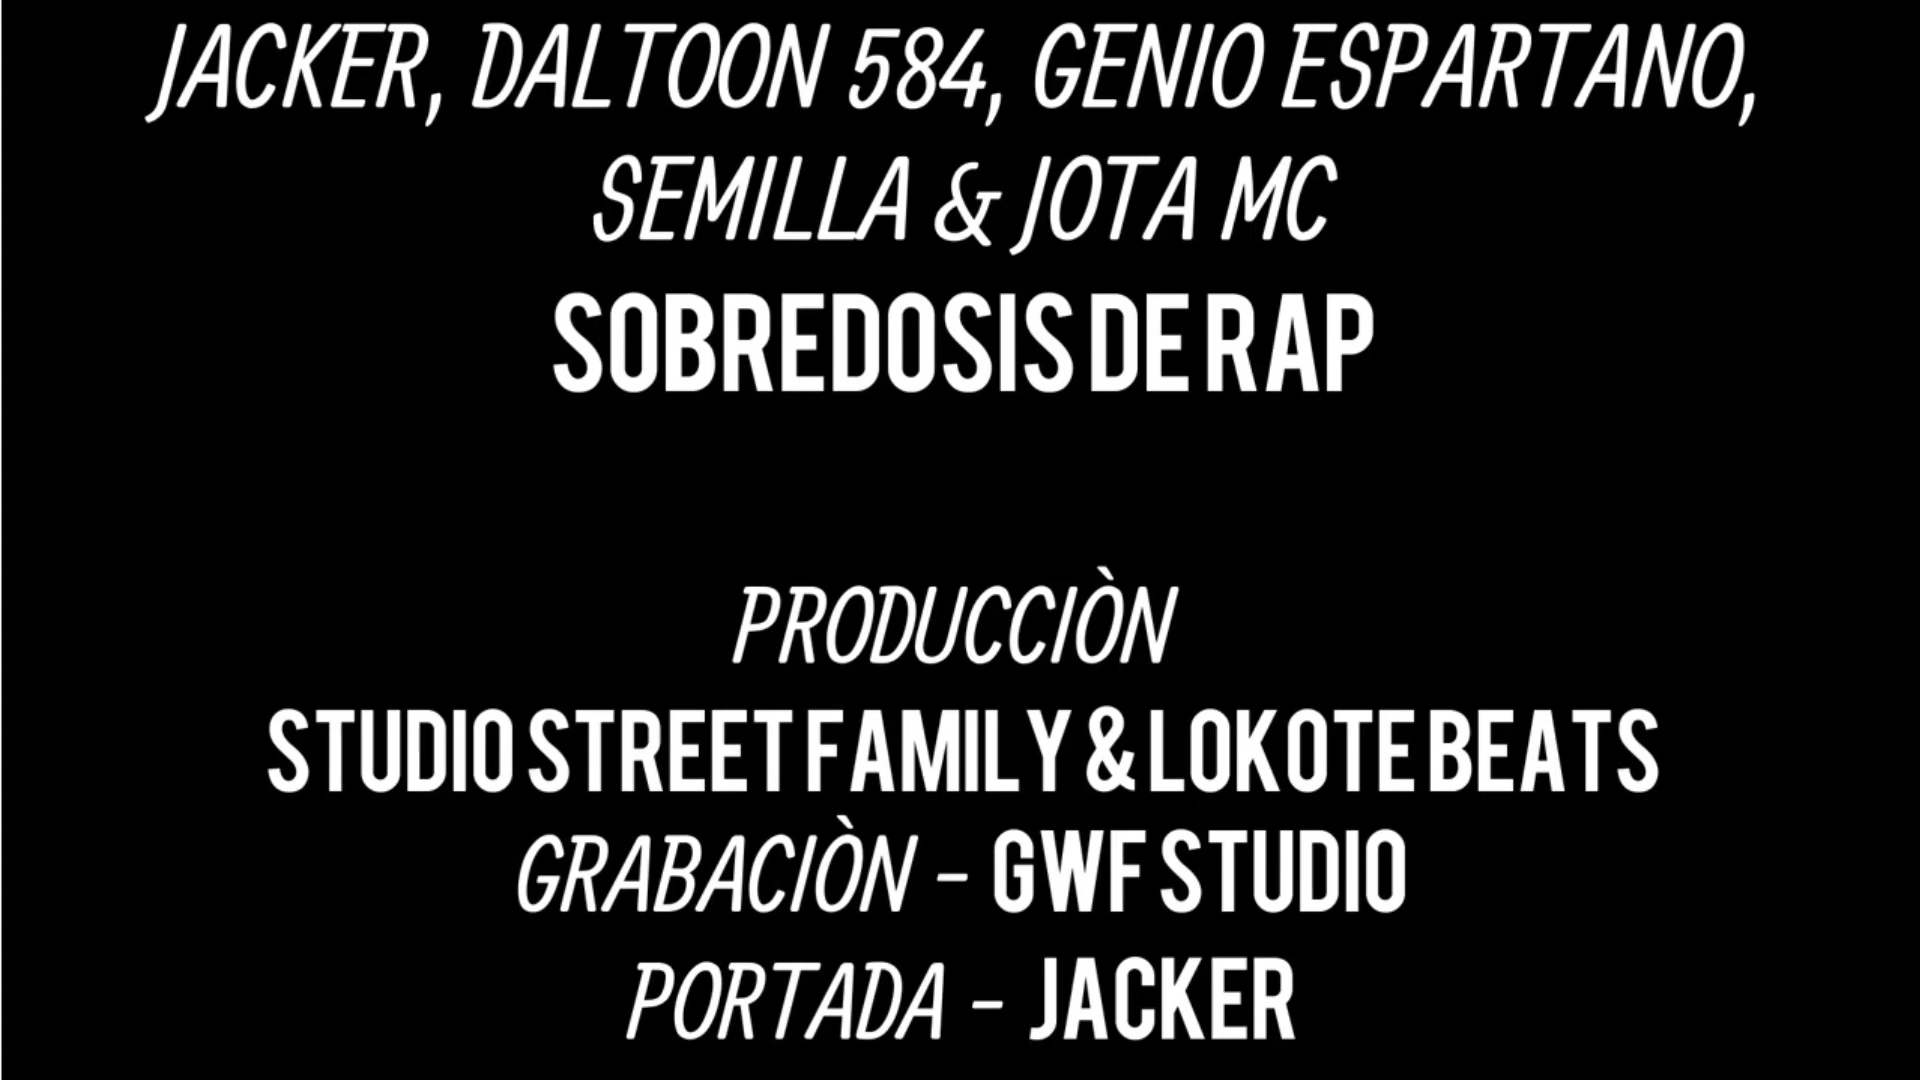 JACKER, DALTOON 584, GENIO ESPARTANO,
SEMILLA & JOTA MC
SOBREDOSIS DE RAP
PRODUCCIÒN
STUDIO STREET FAMILY & LOKOTE BEATS
GRABACIÒN - GWF STUDIO
PORTADA - JACKER